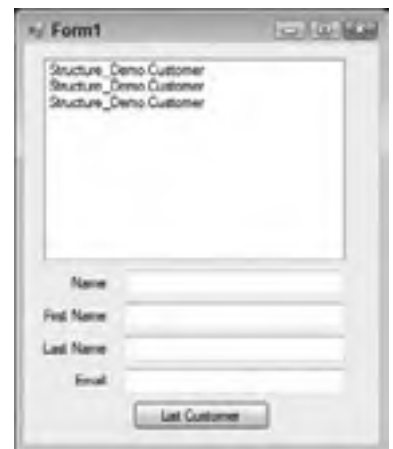 Form1
Structure_Demo.Customer
Structure_Demo.Customer
Structure_Demo.Customer
Name
First Name
Last Name
Email
List Customer